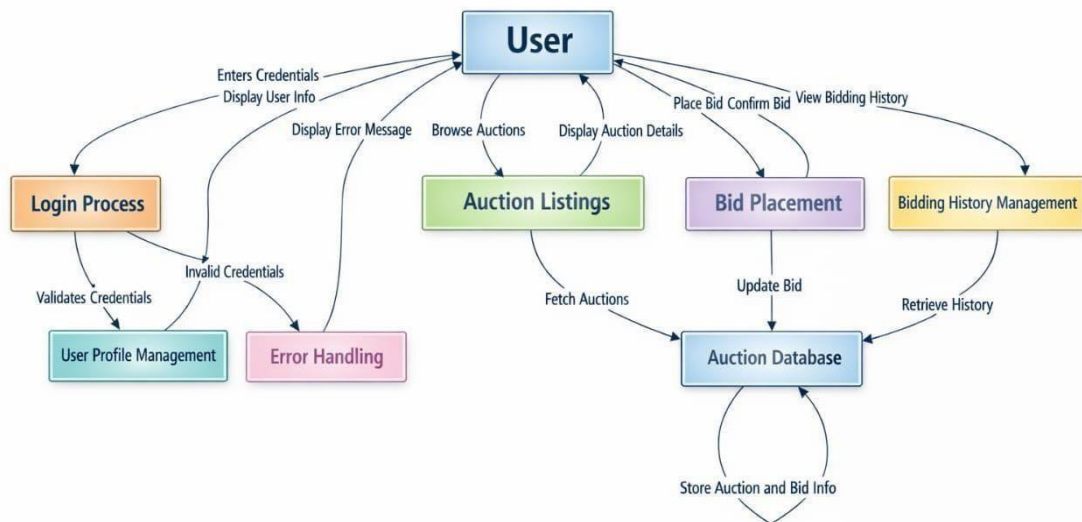 User
Enters Credentials
Display User Info
Display Error Message
Browse Auctions
Display Auction Details
Place Bid
Confirm Bid
View Bidding History
Login Process
Auction Listings
Bid Placement
Bidding History Management
Validates Credentials
Invalid Credentials
Fetch Auctions
Update Bid
Retrieve History
User Profile Management
Error Handling
Auction Database
Store Auction and Bid Info